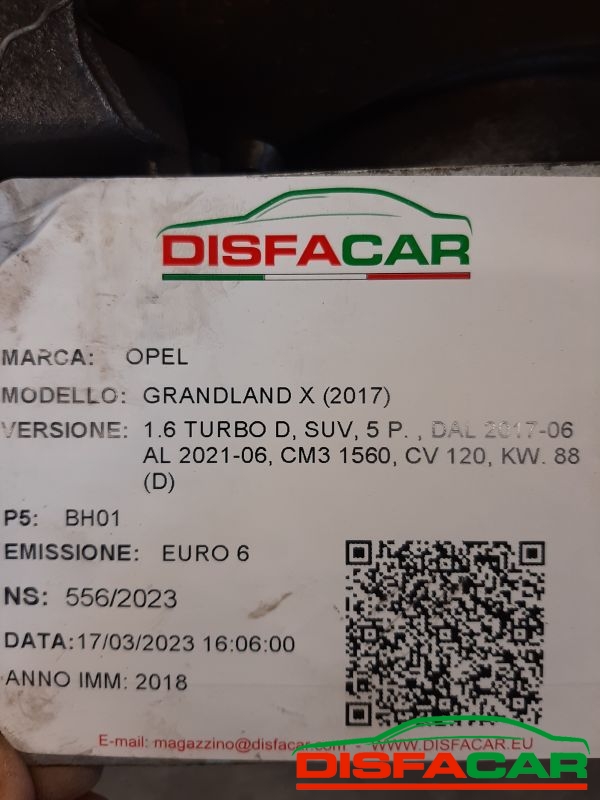 DISFACAR
MARCA: OPEL
MODELLO: GRANDLAND X (2017)
VERSIONE: 1.6 TURBO D, SUV, 5 P. , DAL 2017-06
AL 2021-06, CM3 1560, CV 120, KW. 88
(D)
P5: BH01
EMISSIONE: EURO 6
NS: 556/2023
DATA:17/03/2023 16:06:00
ANNO IMM: 2018
E-mail: magazzino@disfacar.com - WWW.DISFACAR.EU
DISFACAR